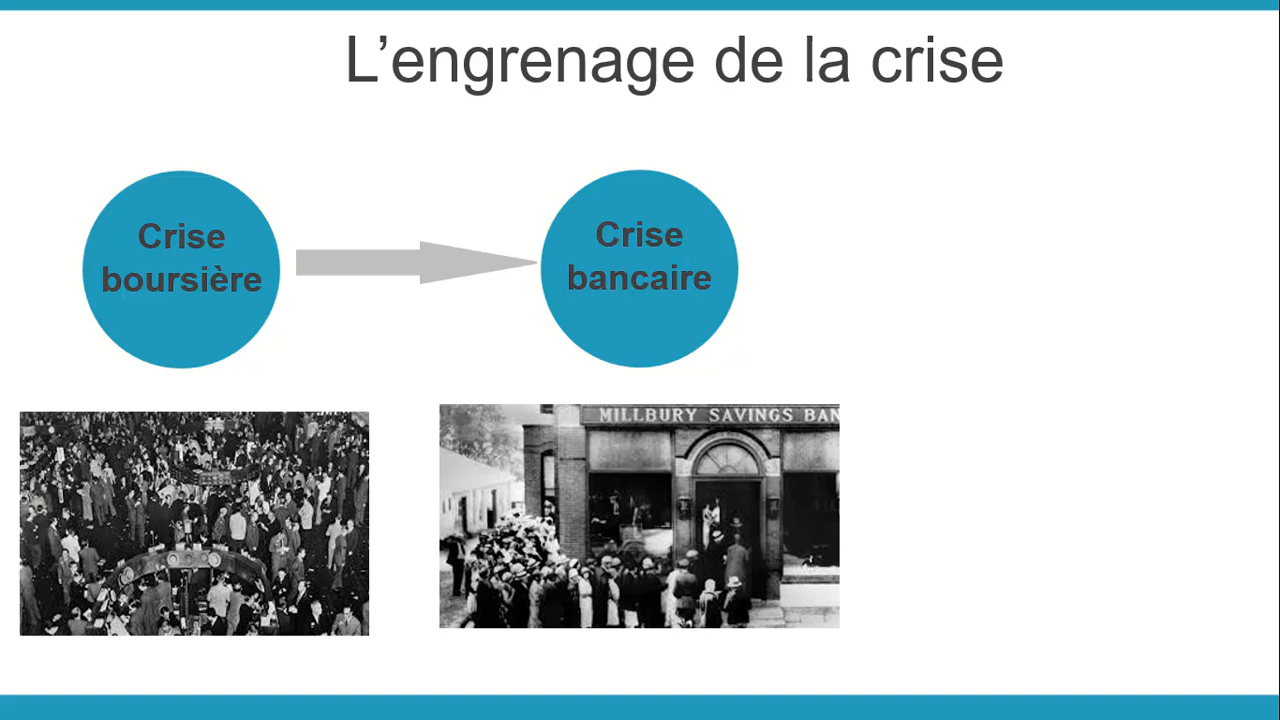 L’engrenage de la crise
Crise
boursière
Crise
bancaire
MILLBURY SAVINGS BAN